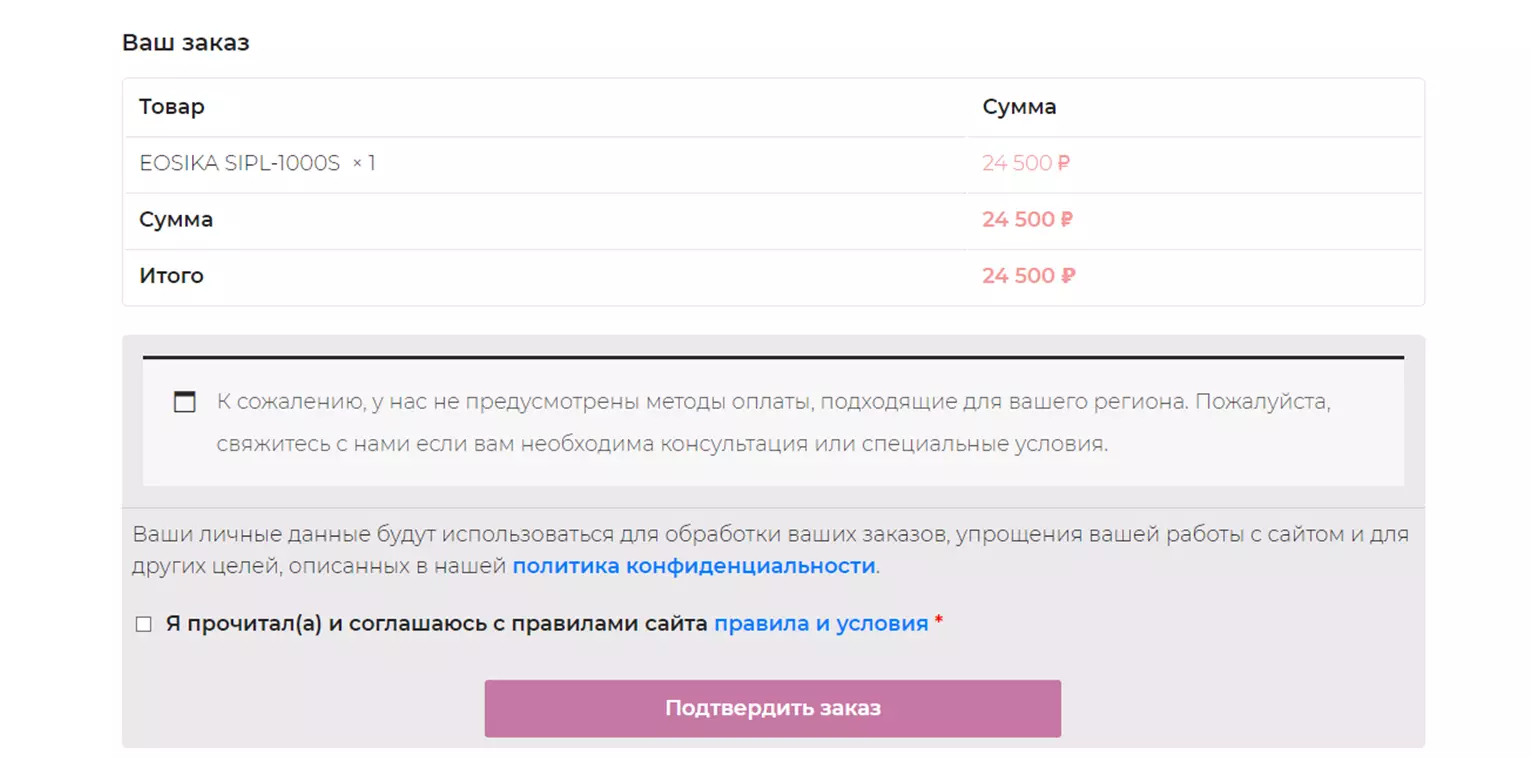 Ваш заказ
Товар Сумма
EOSIKA SIPL-1000S × 1 24 500 ₽
Сумма 24 500 ₽
Итого 24 500 ₽
К сожалению, у нас не предусмотрены методы оплаты, подходящие для вашего региона. Пожалуйста,
свяжитесь с нами если вам необходима консультация или специальные условия.
Ваши личные данные будут использоваться для обработки ваших заказов, упрощения вашей работы с сайтом и для
других целей, описанных в нашей политика конфиденциальности.
Я прочитал(а) и соглашаюсь с правилами сайта правила и условия *
Подтвердить заказ